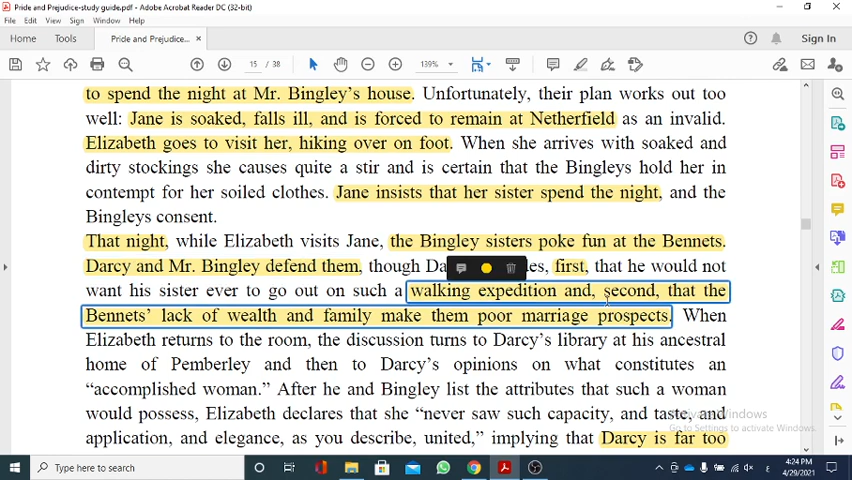 Pride and Prejudice-study guide.pdf - Adobe Acrobat Reader DC (32-bit)
File Edit View Sign Window Help
Home Tools Pride and Prejudice-... × Sign In
15 / 38 139%
to spend the night at Mr. Bingley's house. Unfortunately, their plan works out too
well: Jane is soaked, falls ill, and is forced to remain at Netherfield as an invalid.
Elizabeth goes to visit her, hiking over on foot. When she arrives with soaked and
dirty stockings she causes quite a stir and is certain that the Bingleys hold her in
contempt for her soiled clothes. Jane insists that her sister spend the night, and the
Bingleys consent.
That night, while Elizabeth visits Jane, the Bingley sisters poke fun at the Bennets.
Darcy and Mr. Bingley defend them, though Da es, first, that he would not
want his sister ever to go out on such a walking expedition and, second, that the
Bennets' lack of wealth and family make them poor marriage prospects. When
Elizabeth returns to the room, the discussion turns to Darcy's library at his ancestral
home of Pemberley and then to Darcy's opinions on what constitutes an
“accomplished woman.” After he and Bingley list the attributes that such a woman
would possess, Elizabeth declares that she “never saw such capacity, and taste, and
application, and elegance, as you describe, united,” implying that Darcy is far too
Activate Windows
Go to Settings to activate Windows.
Type here to search
4:24 PM
4/29/2021